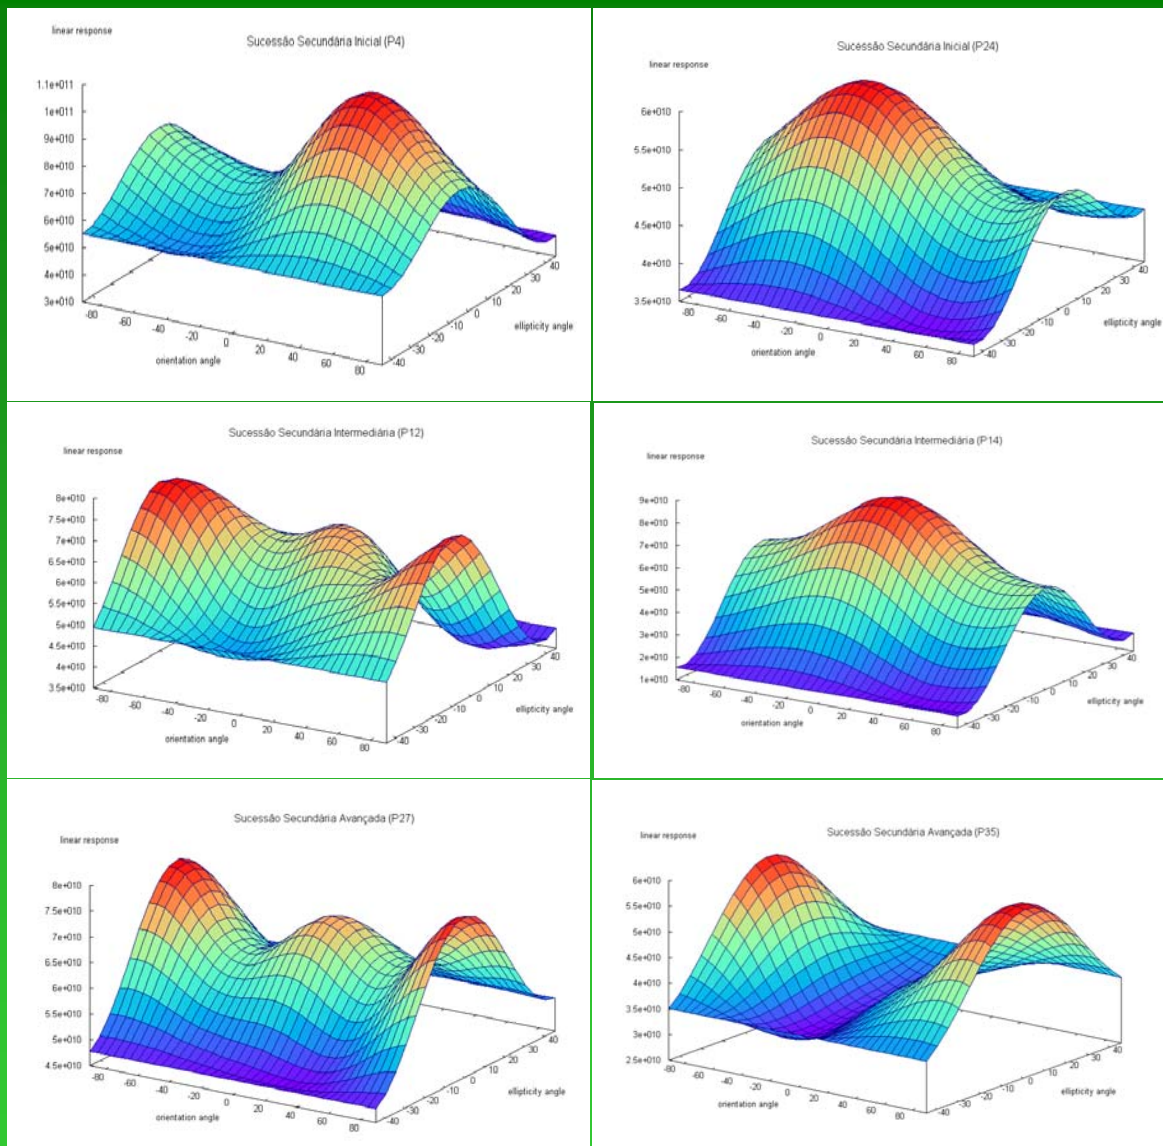 linear response
Sucessão Secundária Inicial (P4)
1.1e+011
1e+011
9e+010
8e+010
7e+010
6e+010
5e+010
4e+010
3e+010
-80
-60
-40
-20
0
20
40
60
80
orientation angle
-40
-30
-20
-10
0
10
20
30
40
ellipticity angle
Sucessão Secundária Inicial (P24)
linear response
6e+010
5.5e+010
5e+010
4.5e+010
4e+010
3.5e+010
-80
-60
-40
-20
0
20
40
60
80
orientation angle
-40
-30
-20
-10
0
10
20
30
40
ellipticity angle
Sucessão Secundária Intermediária (P12)
linear response
8e+010
7.5e+010
7e+010
6.5e+010
6e+010
5.5e+010
5e+010
4.5e+010
4e+010
3.5e+010
-80
-60
-40
-20
0
20
40
60
80
orientation angle
-40
-30
-20
-10
0
10
20
30
40
ellipticity angle
Sucessão Secundária Intermediária (P14)
linear response
9e+010
8e+010
7e+010
6e+010
5e+010
4e+010
3e+010
2e+010
1e+010
-80
-60
-40
-20
0
20
40
60
80
orientation angle
-40
-30
-20
-10
0
10
20
30
40
ellipticity angle
Sucessão Secundária Avançada (P27)
linear response
8e+010
7.5e+010
7e+010
6.5e+010
6e+010
5.5e+010
5e+010
4.5e+010
-80
-60
-40
-20
0
20
40
60
80
orientation angle
-40
-30
-20
-10
0
10
20
30
40
ellipticity angle
Sucessão Secundária Avançada (P35)
linear response
6e+010
5.5e+010
5e+010
4.5e+010
4e+010
3.5e+010
3e+010
2.5e+010
-80
-60
-40
-20
0
20
40
60
80
orientation angle
-40
-30
-20
-10
0
10
20
30
40
ellipticity angle